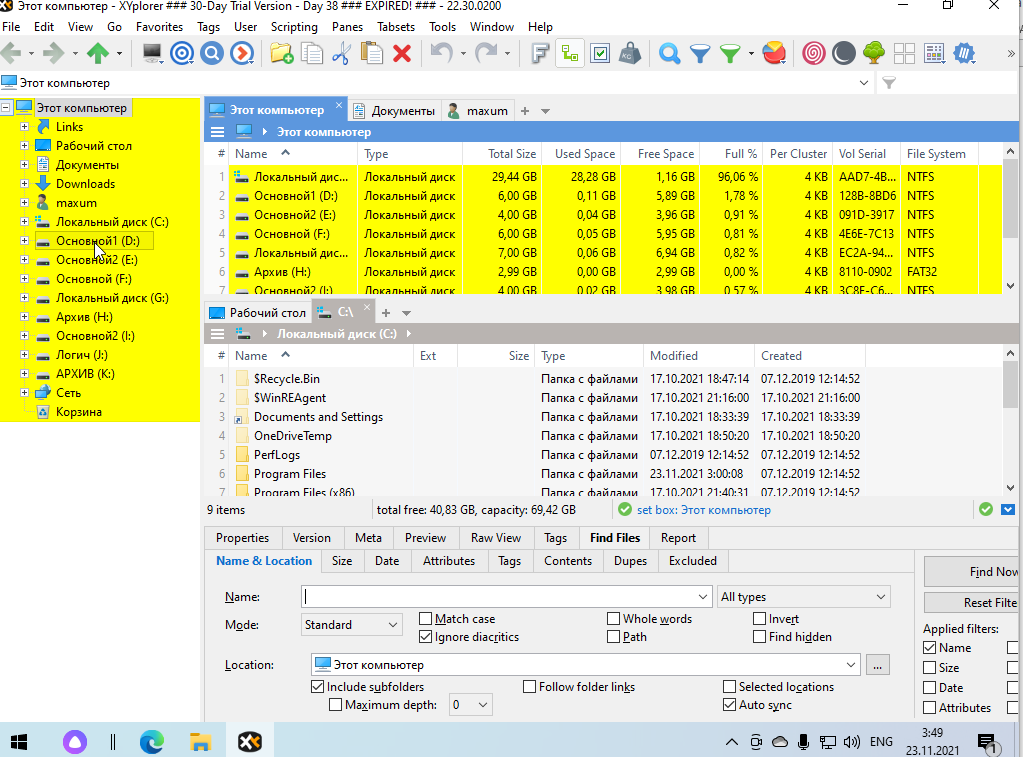 Этот компьютер - XYplorer ### 30-Day Trial Version - Day 38 ### EXPIRED! ### - 22.30.0200
File Edit View Go Favorites Tags User Scripting Panes Tabsets Tools Window Help
Этот компьютер
Этот компьютер
Links
Рабочий стол
Документы
Downloads
maxum
Локальный диск (C:)
Основной1 (D:)
Основной2 (E:)
Основной (F:)
Локальный диск (G:)
Архив (H:)
Основной2 (I:)
Логич (J:)
АРХИВ (K:)
Сеть
Корзина
Этот компьютер Документы maxum
Этот компьютер
# Name Type Total Size Used Space Free Space Full % Per Cluster Vol Serial File System
1 Локальный дис... Локальный диск 29,44 GB 28,28 GB 1,16 GB 96,06 % 4 KB AAD7-4B... NTFS
2 Основной1 (D:) Локальный диск 6,00 GB 0,11 GB 5,89 GB 1,78 % 4 KB 128B-8BD6 NTFS
3 Основной2 (E:) Локальный диск 4,00 GB 0,04 GB 3,96 GB 0,91 % 4 KB 091D-3917 NTFS
4 Основной (F:) Локальный диск 6,00 GB 0,05 GB 5,95 GB 0,81 % 4 KB 4E6E-7C13 NTFS
5 Локальный дис... Локальный диск 7,00 GB 0,06 GB 6,94 GB 0,82 % 4 KB EC2A-94... NTFS
6 Архив (H:) Локальный диск 2,99 GB 0,00 GB 2,99 GB 0,00 % 4 KB 8110-0902 FAT32
7 Основной2 (I:) Локальный диск 4,00 GB 0,02 GB 3,98 GB 0,57 % 4 KB 3C8F-C6... NTFS
Рабочий стол C:\
Локальный диск (C:)
# Name Ext Size Type Modified Created
1 $Recycle.Bin Папка с файлами 17.10.2021 18:47:14 07.12.2019 12:14:52
2 $WinREAgent Папка с файлами 17.10.2021 21:16:00 17.10.2021 21:16:00
3 Documents and Settings Папка с файлами 17.10.2021 18:33:39 17.10.2021 18:33:39
4 OneDriveTemp Папка с файлами 17.10.2021 18:50:20 17.10.2021 18:50:20
5 PerfLogs Папка с файлами 07.12.2019 12:14:52 07.12.2019 12:14:52
6 Program Files Папка с файлами 23.11.2021 3:00:08 07.12.2019 12:14:52
7 Program Files (x86) Папка с файлами 17.10.2021 21:40:31 07.12.2019 12:14:52
9 items total free: 40,83 GB, capacity: 69,42 GB set box: Этот компьютер
Properties Version Meta Preview Raw View Tags Find Files Report
Name & Location Size Date Attributes Tags Contents Dupes Excluded
Find Now
Name: All types
Reset Filte
Mode: Standard Match case Whole words Invert
Ignore diacritics Path Find hidden
Applied filters:
Name
Size
Date
Attributes
Location: Этот компьютер ...
Include subfolders Follow folder links Selected locations
Maximum depth: 0 Auto sync
ENG 3:49
23.11.2021 1